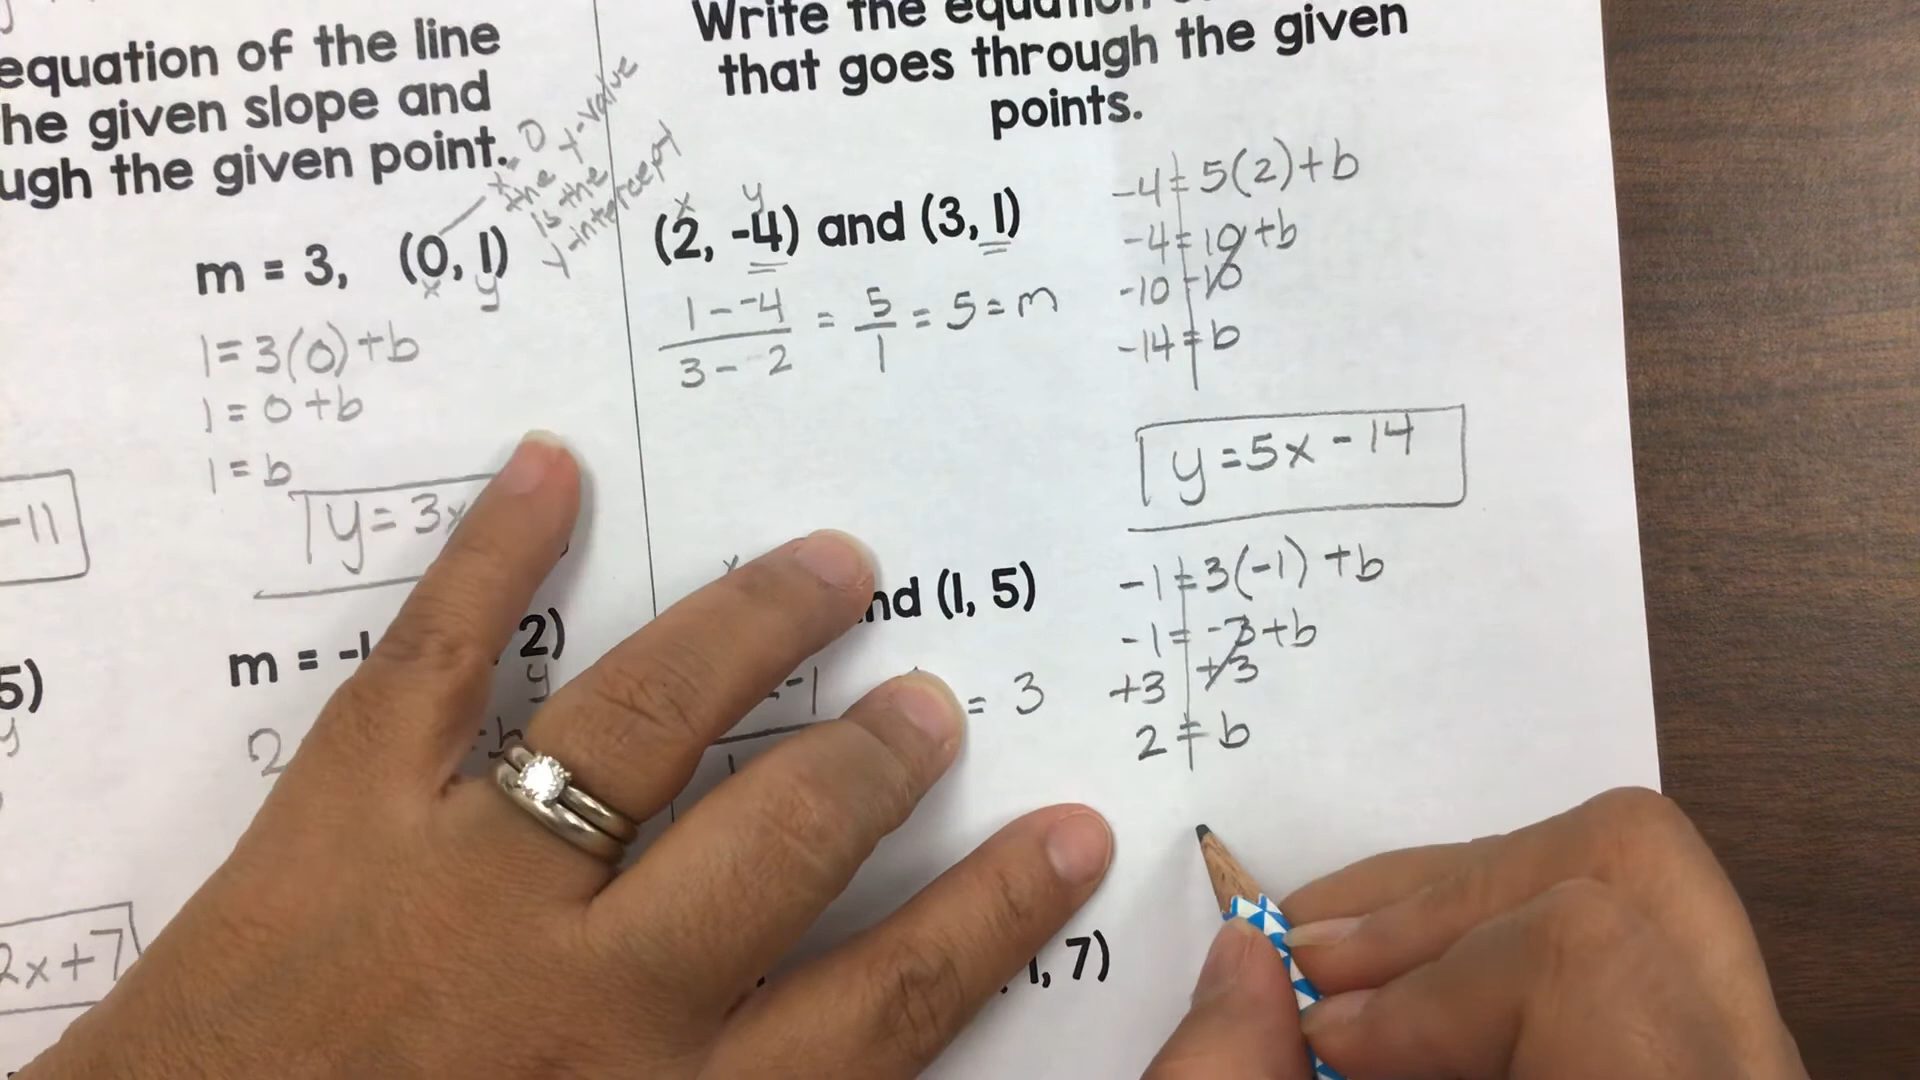 equation of the line
he given slope and
ugh the given point.
x=0
the y-value
is the
y-intercept
m = 3, (0, 1)
x y
1=3(0)+b
1=0+b
1=b
y=3x
-11
m = -1
2)
y
2
b
5)
y
2x+7
Write the equation
that goes through the given
points.
x y
(2, -4) and (3, 1)
1--4 = 5 = 5=m
3-2 1
-4=5(2)+b
-4=10+b
-10 -10
-14=b
y=5x-14
x
nd (1, 5)
--1 = 3
1
-1=3(-1)+b
-1=-3+b
+3 +3
2=b
1, 7)